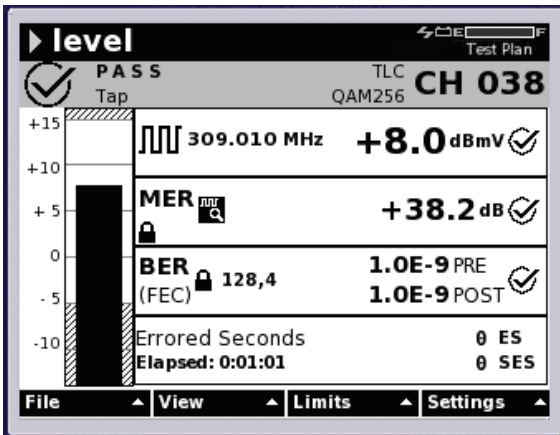 level
E F
Test Plan
PASS
Tap
TLC
QAM256
CH 038
+15
+10
+ 5
0
- 5
-10
309.010 MHz
+8.0 dBmV
MER
+38.2 dB
BER
(FEC)
128,4
1.0E-9 PRE
1.0E-9 POST
Errored Seconds
0 ES
Elapsed: 0:01:01
0 SES
File View Limits Settings